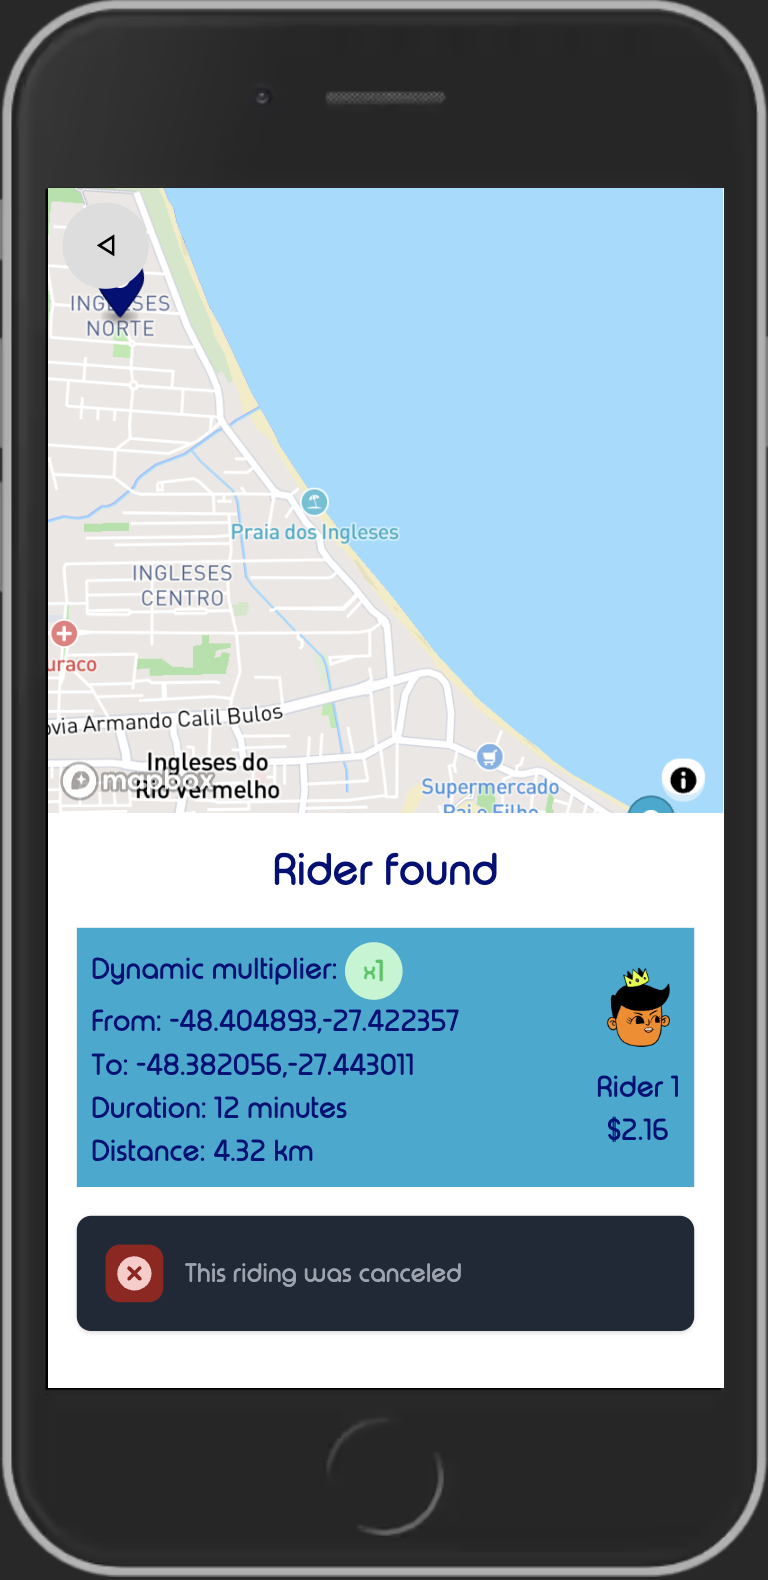 INGLESES
NORTE
Praia dos Ingleses
INGLESES
CENTRO
uraco
ovia Armando Calil Bulos
Ingleses do
Rio Vermelho
mapbox
Supermercado
Pai e Filho
Rider found
Dynamic multiplier: x1
From: -48.404893,-27.422357
To: -48.382056,-27.443011
Duration: 12 minutes
Distance: 4.32 km
Rider 1
$2.16
This riding was canceled